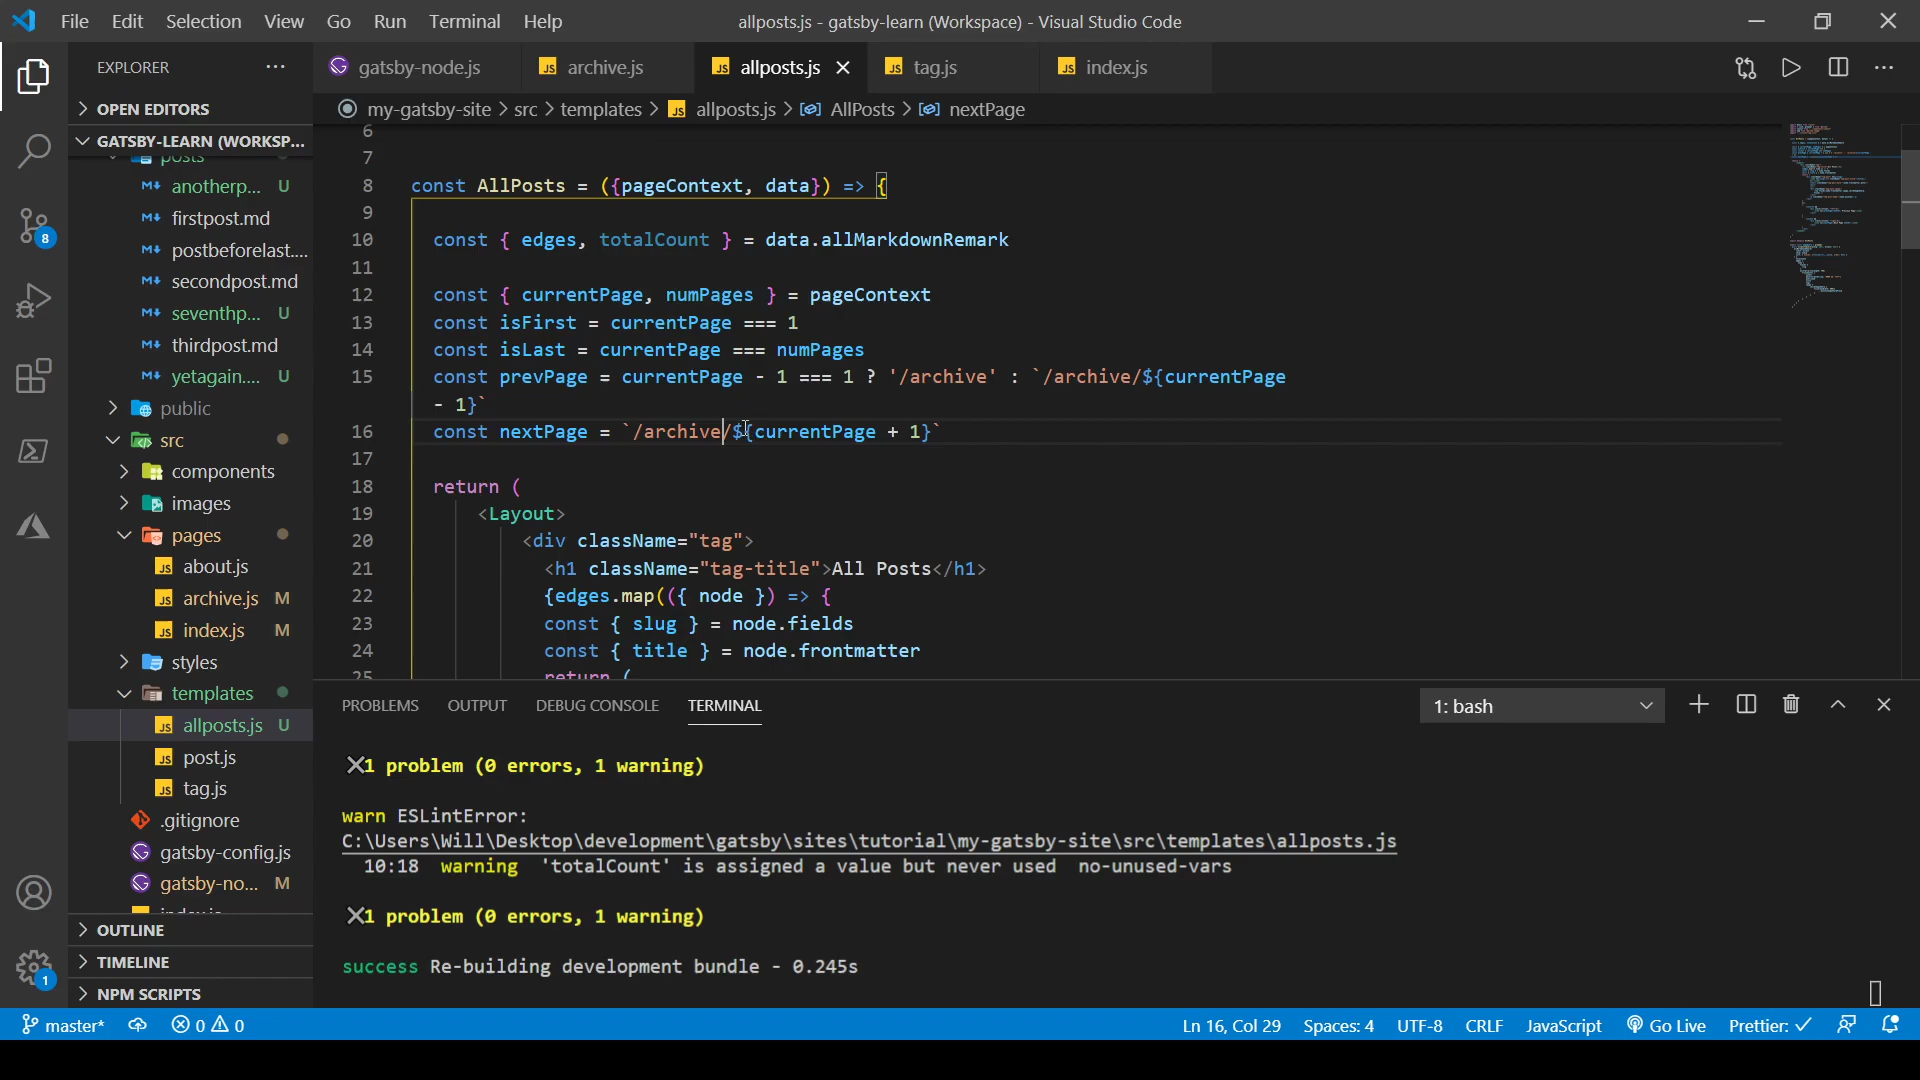 File Edit Selection View Go Run Terminal Help
allposts.js - gatsby-learn (Workspace) - Visual Studio Code
EXPLORER
OPEN EDITORS
GATSBY-LEARN (WORKSP...
posts
anotherp... U
firstpost.md
postbeforelast....
secondpost.md
seventhp... U
thirdpost.md
yetagain.... U
public
src
components
images
pages
about.js
archive.js M
index.js M
styles
templates
allposts.js U
post.js
tag.js
.gitignore
gatsby-config.js
gatsby-no... M
OUTLINE
TIMELINE
NPM SCRIPTS
8
1
gatsby-node.js
archive.js
allposts.js
tag.js
index.js
my-gatsby-site > src > templates > allposts.js > AllPosts > nextPage
6
7
8 const AllPosts = ({pageContext, data}) => {
9
10 const { edges, totalCount } = data.allMarkdownRemark
11
12 const { currentPage, numPages } = pageContext
13 const isFirst = currentPage === 1
14 const isLast = currentPage === numPages
15 const prevPage = currentPage - 1 === 1 ? '/archive' : `/archive/${currentPage
- 1}`
16 const nextPage = `/archive/${currentPage + 1}`
17
18 return (
19 <Layout>
20 <div className="tag">
21 <h1 className="tag-title">All Posts</h1>
22 {edges.map(({ node }) => {
23 const { slug } = node.fields
24 const { title } = node.frontmatter
25 return (
PROBLEMS OUTPUT DEBUG CONSOLE TERMINAL
1: bash
1 problem (0 errors, 1 warning)
warn ESLintError:
C:\Users\Will\Desktop\development\gatsby\sites\tutorial\my-gatsby-site\src\templates\allposts.js
10:18 warning 'totalCount' is assigned a value but never used no-unused-vars
1 problem (0 errors, 1 warning)
success Re-building development bundle - 0.245s
master* 0 0
Ln 16, Col 29 Spaces: 4 UTF-8 CRLF JavaScript Go Live Prettier: ✓